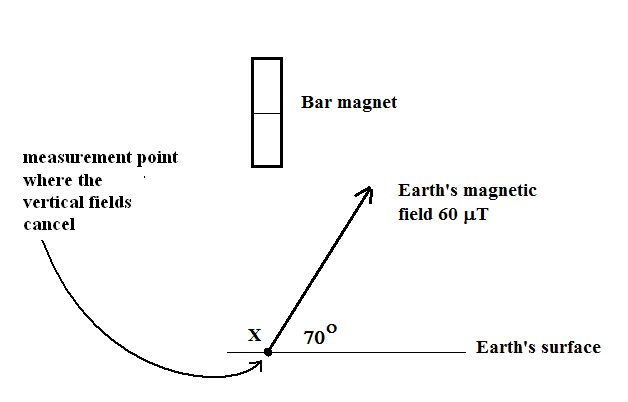 Bar magnet
measurement point
where the
vertical fields
cancel
Earth's magnetic
field 60 μT
X
70°
Earth's surface